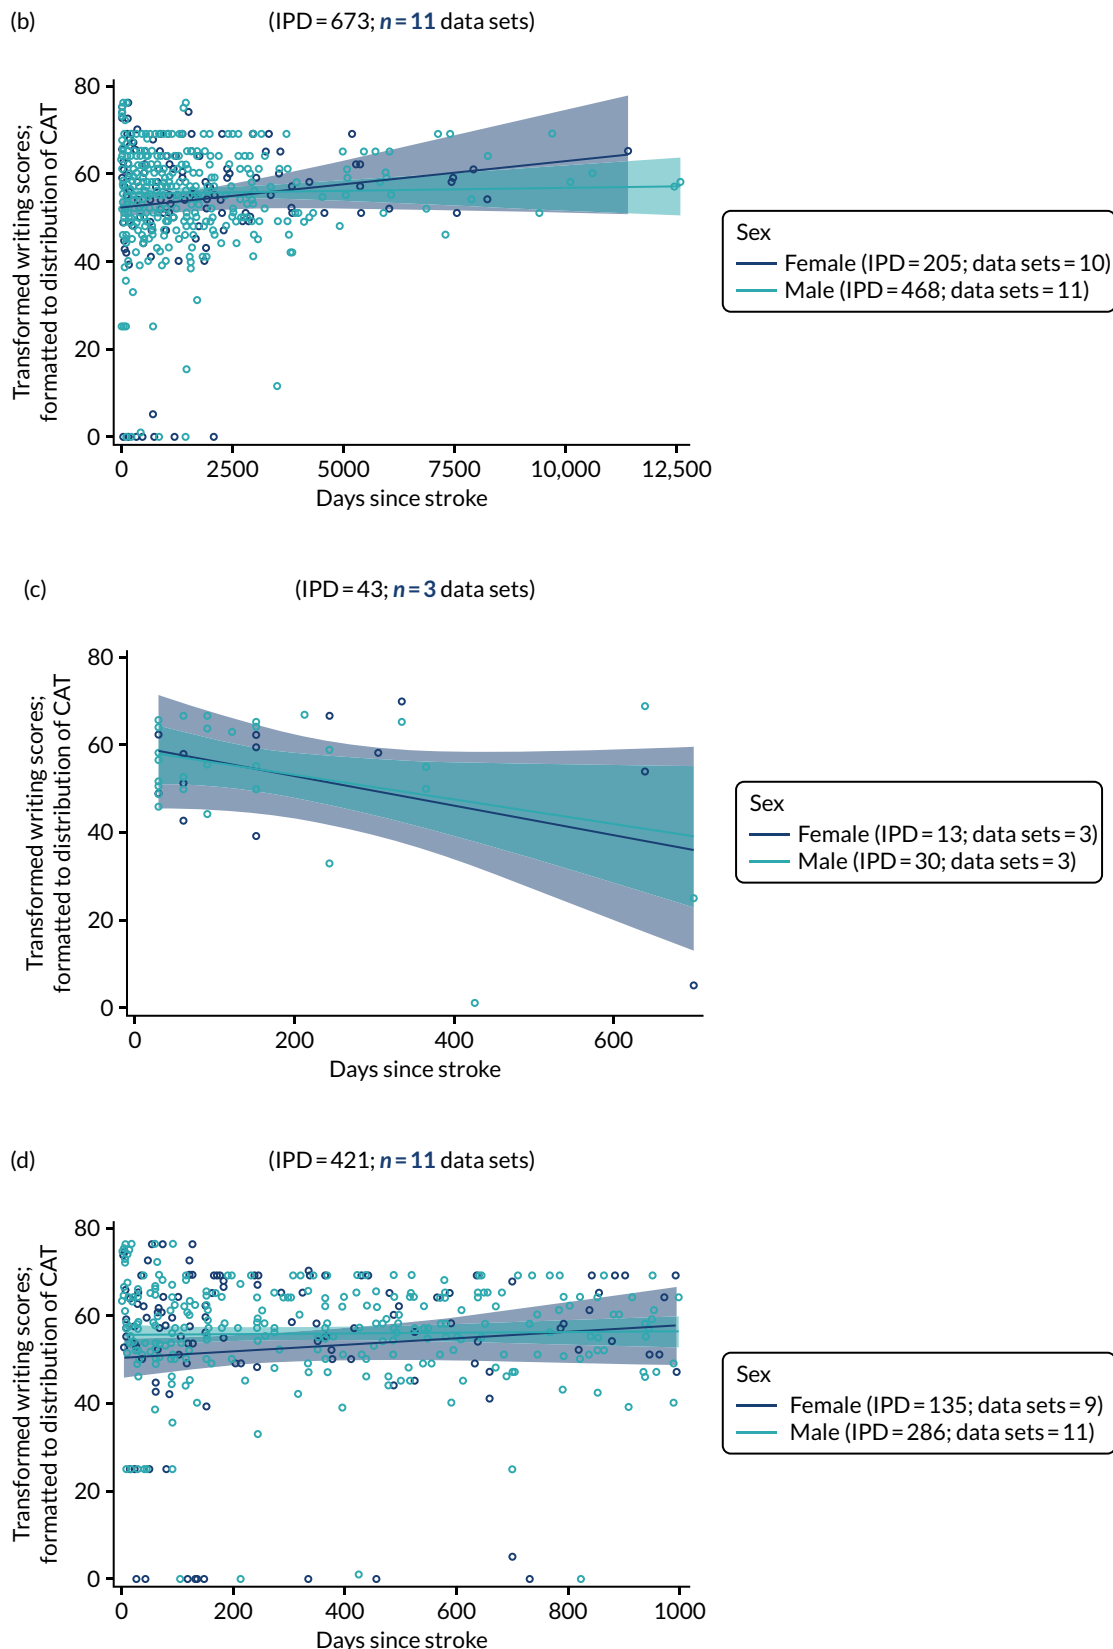 (b)
(IPD = 673; n = 11 data sets)
Transformed writing scores;
formatted to distribution of CAT
80
60
40
20
0
0 2500 5000 7500 10,000 12,500
Days since stroke
Sex
Female (IPD = 205; data sets = 10)
Male (IPD = 468; data sets = 11)
(c)
(IPD = 43; n = 3 data sets)
Transformed writing scores;
formatted to distribution of CAT
80
60
40
20
0
0 200 400 600
Days since stroke
Sex
Female (IPD = 13; data sets = 3)
Male (IPD = 30; data sets = 3)
(d)
(IPD = 421; n = 11 data sets)
Transformed writing scores;
formatted to distribution of CAT
80
60
40
20
0
0 200 400 600 800 1000
Days since stroke
Sex
Female (IPD = 135; data sets = 9)
Male (IPD = 286; data sets = 11)